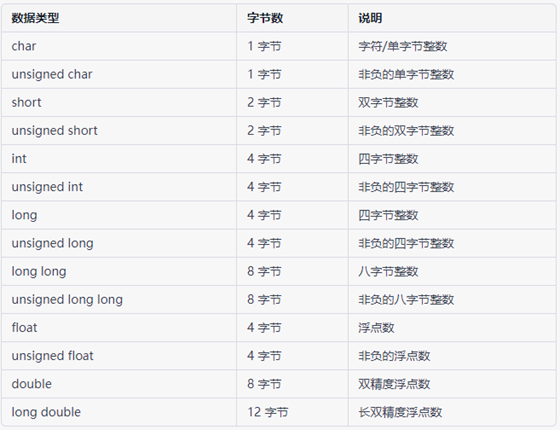 数据类型 字节数 说明
char 1 字节 字符/单字节整数
unsigned char 1 字节 非负的单字节整数
short 2 字节 双字节整数
unsigned short 2 字节 非负的双字节整数
int 4 字节 四字节整数
unsigned int 4 字节 非负的四字节整数
long 4 字节 四字节整数
unsigned long 4 字节 非负的四字节整数
long long 8 字节 八字节整数
unsigned long long 8 字节 非负的八字节整数
float 4 字节 浮点数
unsigned float 4 字节 非负的浮点数
double 8 字节 双精度浮点数
long double 12 字节 长双精度浮点数